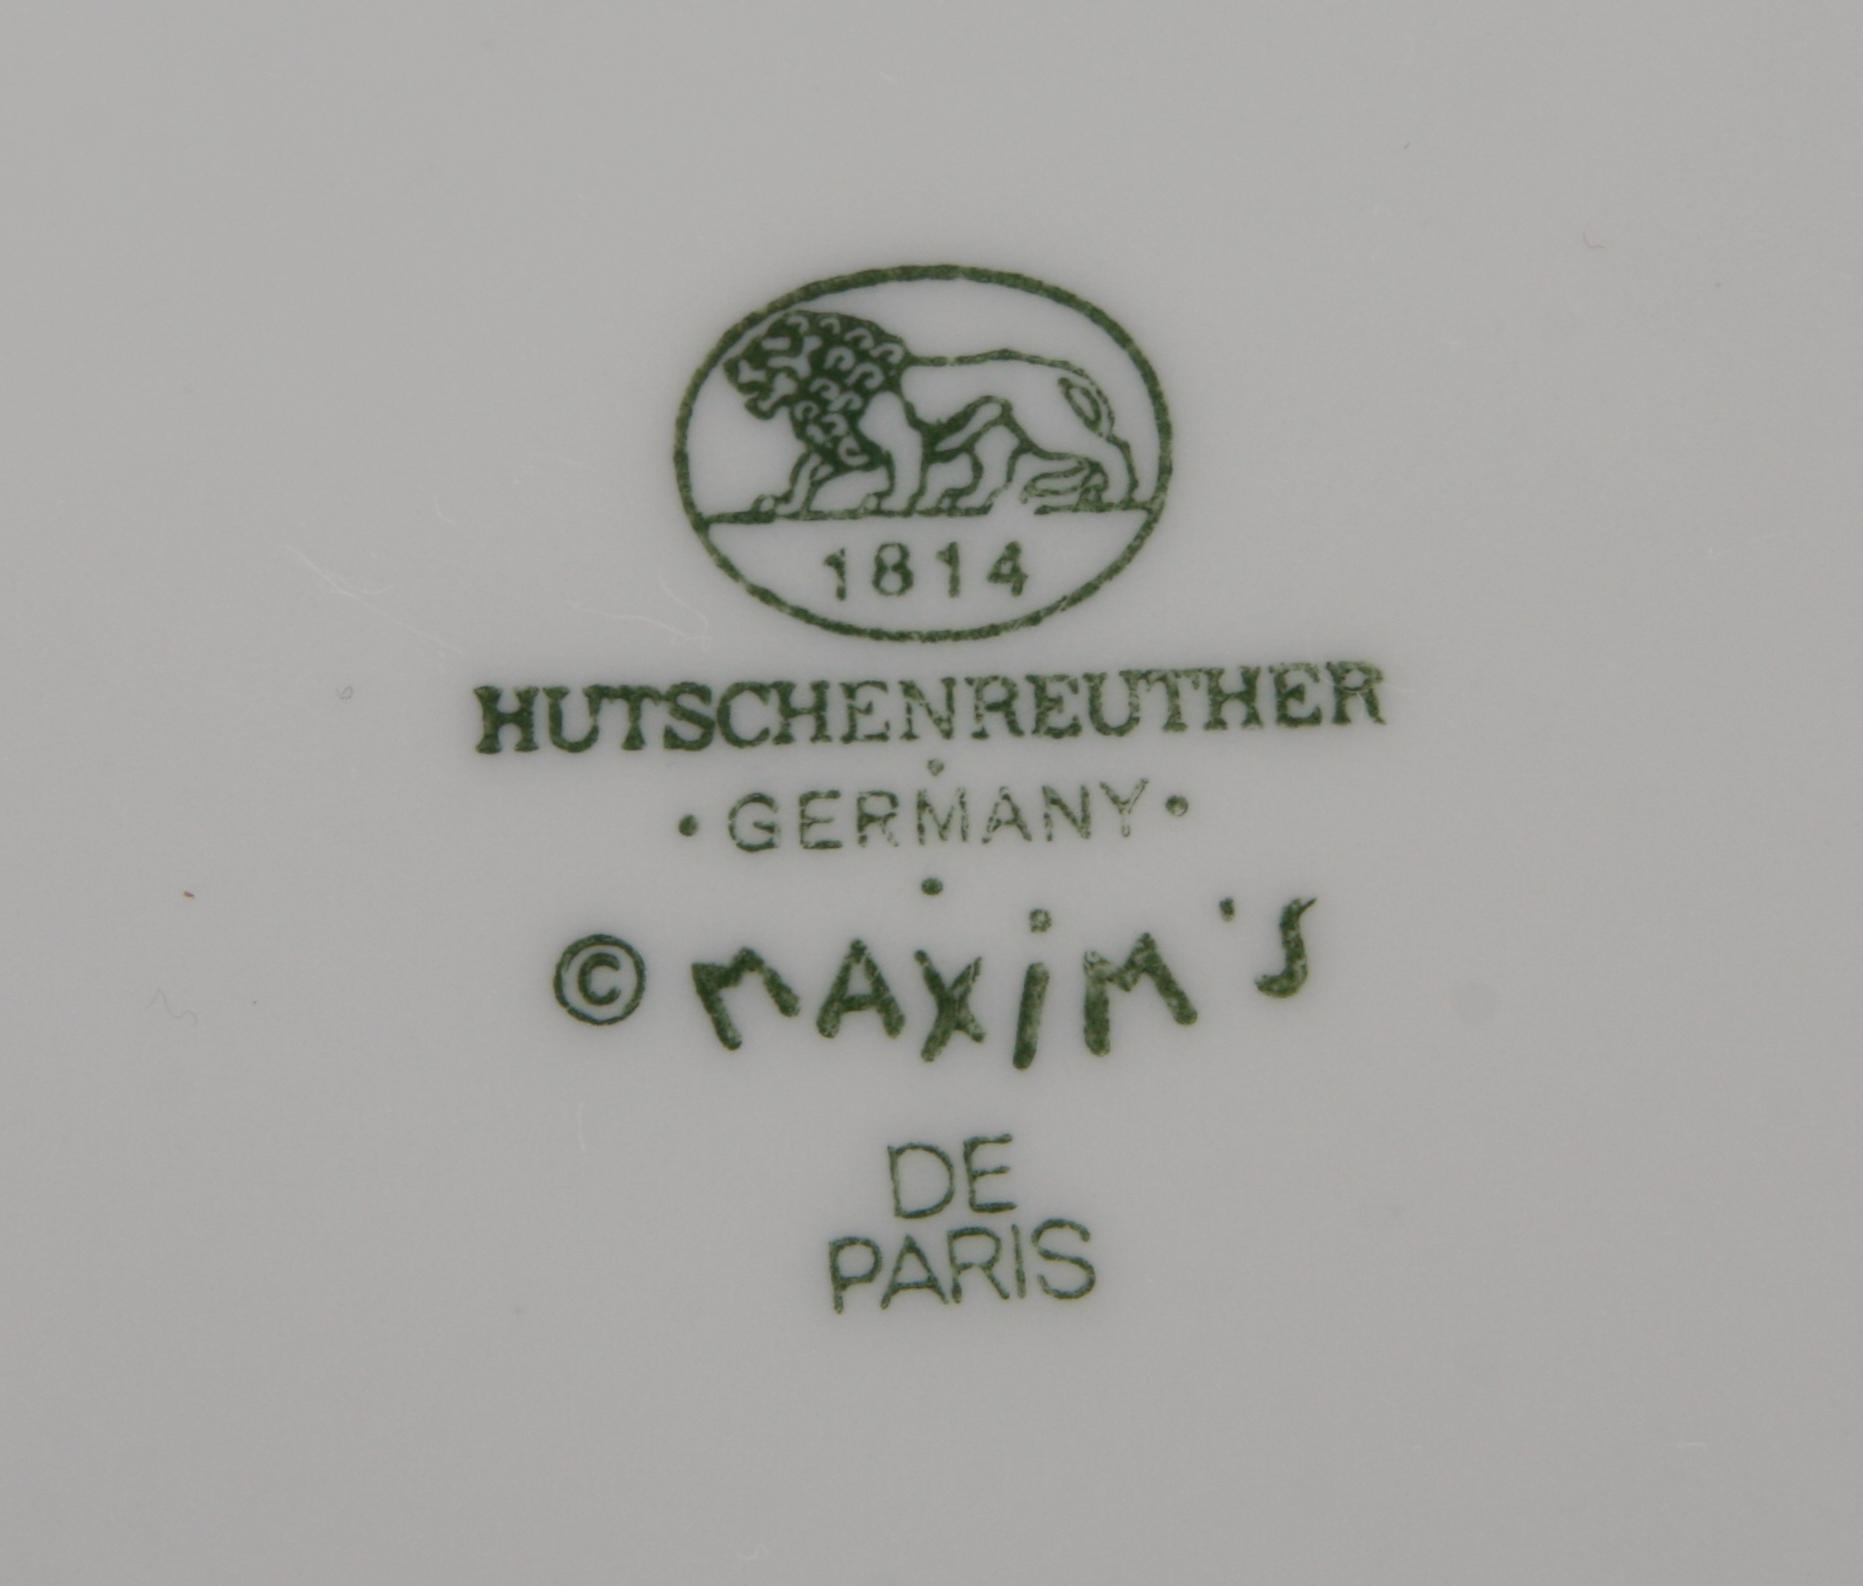 1814
HUTSCHENREUTHER
·GERMANY·
© MAXiM'S
DE
PARIS